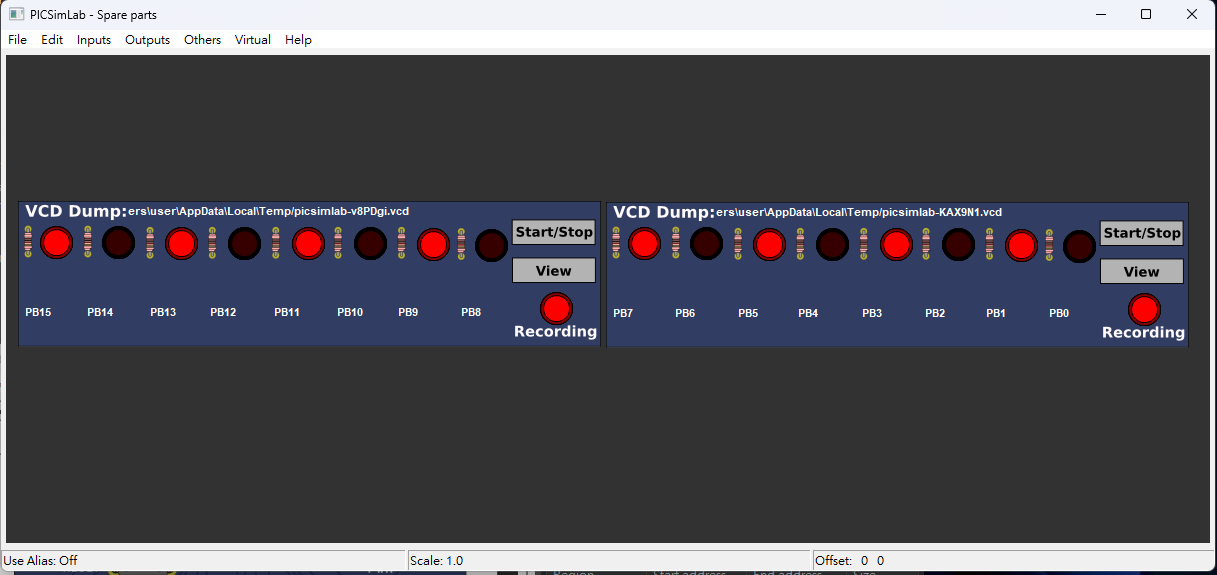 PICSimLab - Spare parts
File Edit Inputs Outputs Others Virtual Help
VCD Dump:ers\user\AppData\Local\Temp/picsimlab-v8PDgi.vcd
Start/Stop
View
PB15 PB14 PB13 PB12 PB11 PB10 PB9 PB8
Recording
VCD Dump:ers\user\AppData\Local\Temp/picsimlab-KAX9N1.vcd
Start/Stop
View
PB7 PB6 PB5 PB4 PB3 PB2 PB1 PB0
Recording
Use Alias: Off
Scale: 1.0
Offset: 0 0